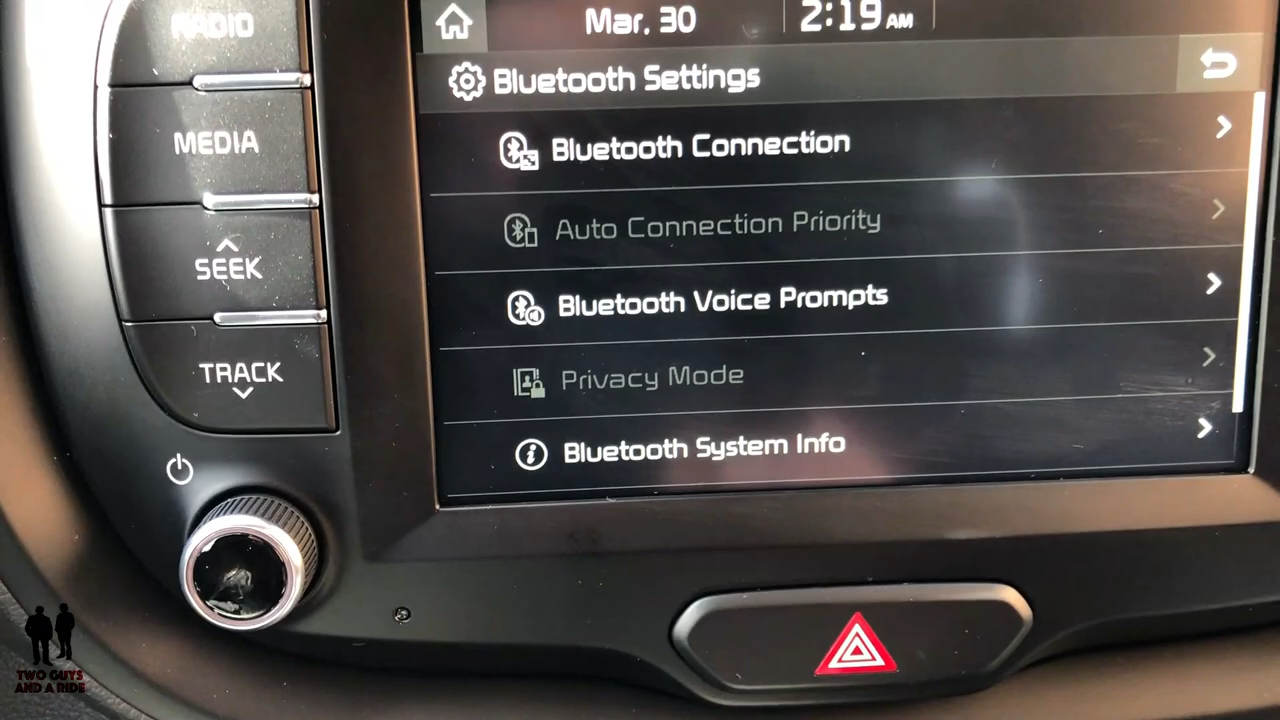 RADIO
MEDIA
SEEK
TRACK
Mar. 30
2:19 AM
Bluetooth Settings
Bluetooth Connection
Auto Connection Priority
Bluetooth Voice Prompts
Privacy Mode
Bluetooth System Info
TWO GUYS
AND A RIDE